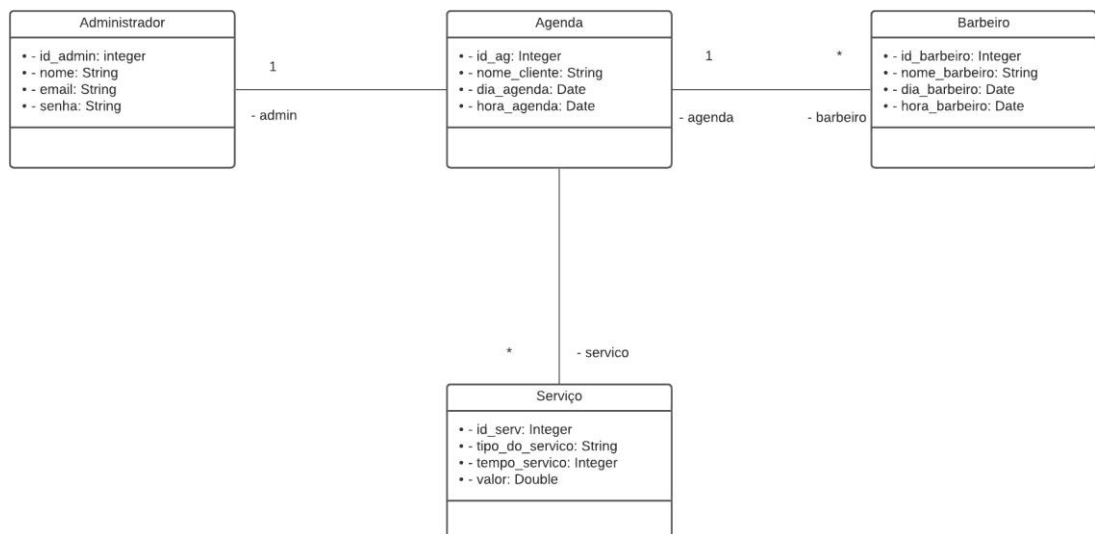 Administrador
• - id_admin: integer
• - nome: String
• - email: String
• - senha: String
1
- admin
Agenda
• - id_ag: Integer
• - nome_cliente: String
• - dia_agenda: Date
• - hora_agenda: Date
1
*
- agenda
- barbeiro
Barbeiro
• - id_barbeiro: Integer
• - nome_barbeiro: String
• - dia_barbeiro: Date
• - hora_barbeiro: Date
*
- servico
Serviço
• - id_serv: Integer
• - tipo_do_servico: String
• - tempo_servico: Integer
• - valor: Double